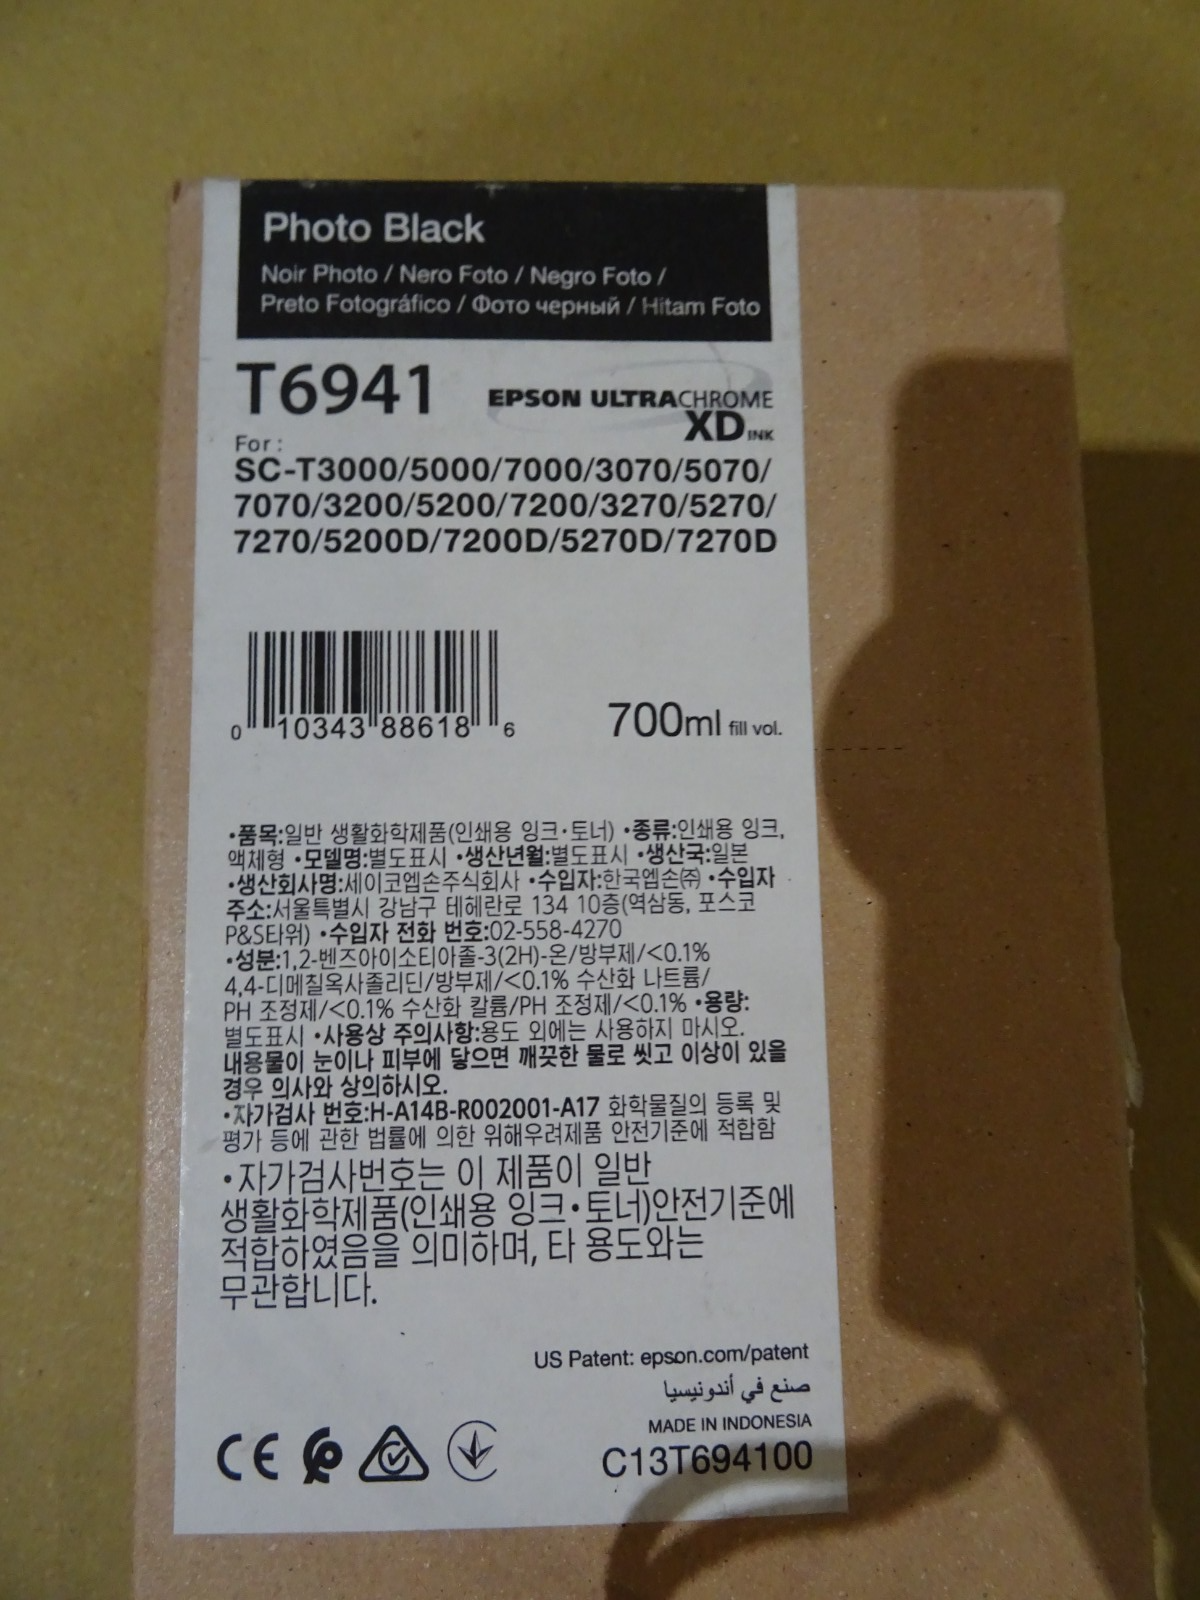 Photo Black
Noir Photo / Nero Foto / Negro Foto /
Preto Fotográfico / Фото черный / Hitam Foto
T6941
EPSON ULTRACHROME
XD INK
For :
SC-T3000/5000/7000/3070/5070/
7070/3200/5200/7200/3270/5270/
7270/5200D/7200D/5270D/7270D
0 10343 88618 6
700ml fill vol.
•품목:일반 생활화학제품(인쇄용 잉크·토너) •종류:인쇄용 잉크,
액체형 •모델명:별도표시 •생산년월:별도표시 •생산국:일본
•생산회사명:세이코엡손주식회사 •수입자:한국엡손㈜ •수입자
주소:서울특별시 강남구 테헤란로 134 10층(역삼동, 포스코
P&S타워) •수입자 전화 번호:02-558-4270
•성분:1,2-벤즈아이소티아졸-3(2H)-온/방부제/<0.1%
4,4-디메칠옥사졸리딘/방부제/<0.1% 수산화 나트륨/
PH 조정제/<0.1% 수산화 칼륨/PH 조정제/<0.1% •용량:
별도표시 •사용상 주의사항:용도 외에는 사용하지 마시오.
내용물이 눈이나 피부에 닿으면 깨끗한 물로 씻고 이상이 있을
경우 의사와 상의하시오.
•자가검사 번호:H-A14B-R002001-A17 화학물질의 등록 및
평가 등에 관한 법률에 의한 위해우려제품 안전기준에 적합함
•자가검사번호는 이 제품이 일반
생활화학제품(인쇄용 잉크•토너)안전기준에
적합하였음을 의미하며, 타 용도와는
무관합니다.
US Patent: epson.com/patent
صنع في أندونيسيا
MADE IN INDONESIA
CE
C13T694100